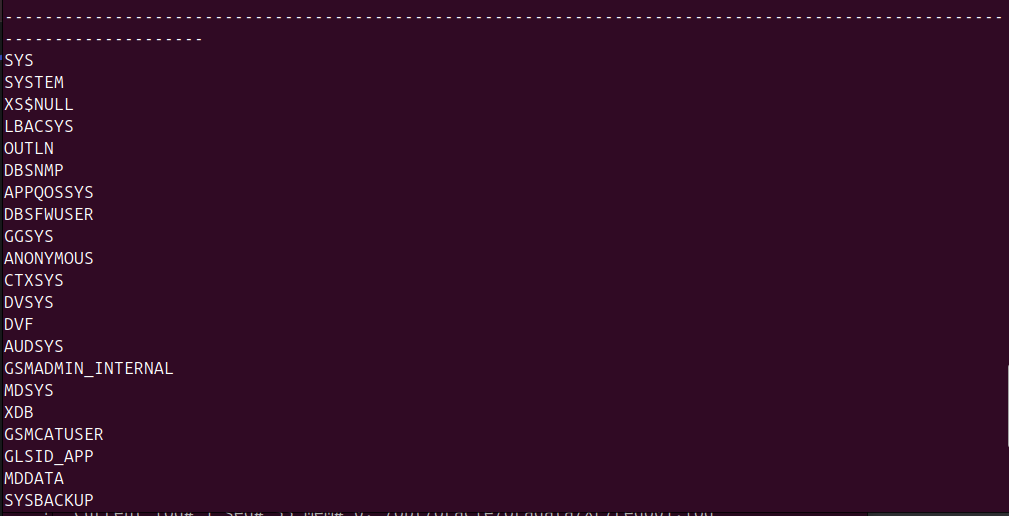 ----------------------------------------------------------------------------------------------------
--------------------
SYS
SYSTEM
XS$NULL
LBACSYS
OUTLN
DBSNMP
APPQOSSYS
DBSFWUSER
GGSYS
ANONYMOUS
CTXSYS
DVSYS
DVF
AUDSYS
GSMADMIN_INTERNAL
MDSYS
XDB
GSMCATUSER
GLSID_APP
MDDATA
SYSBACKUP